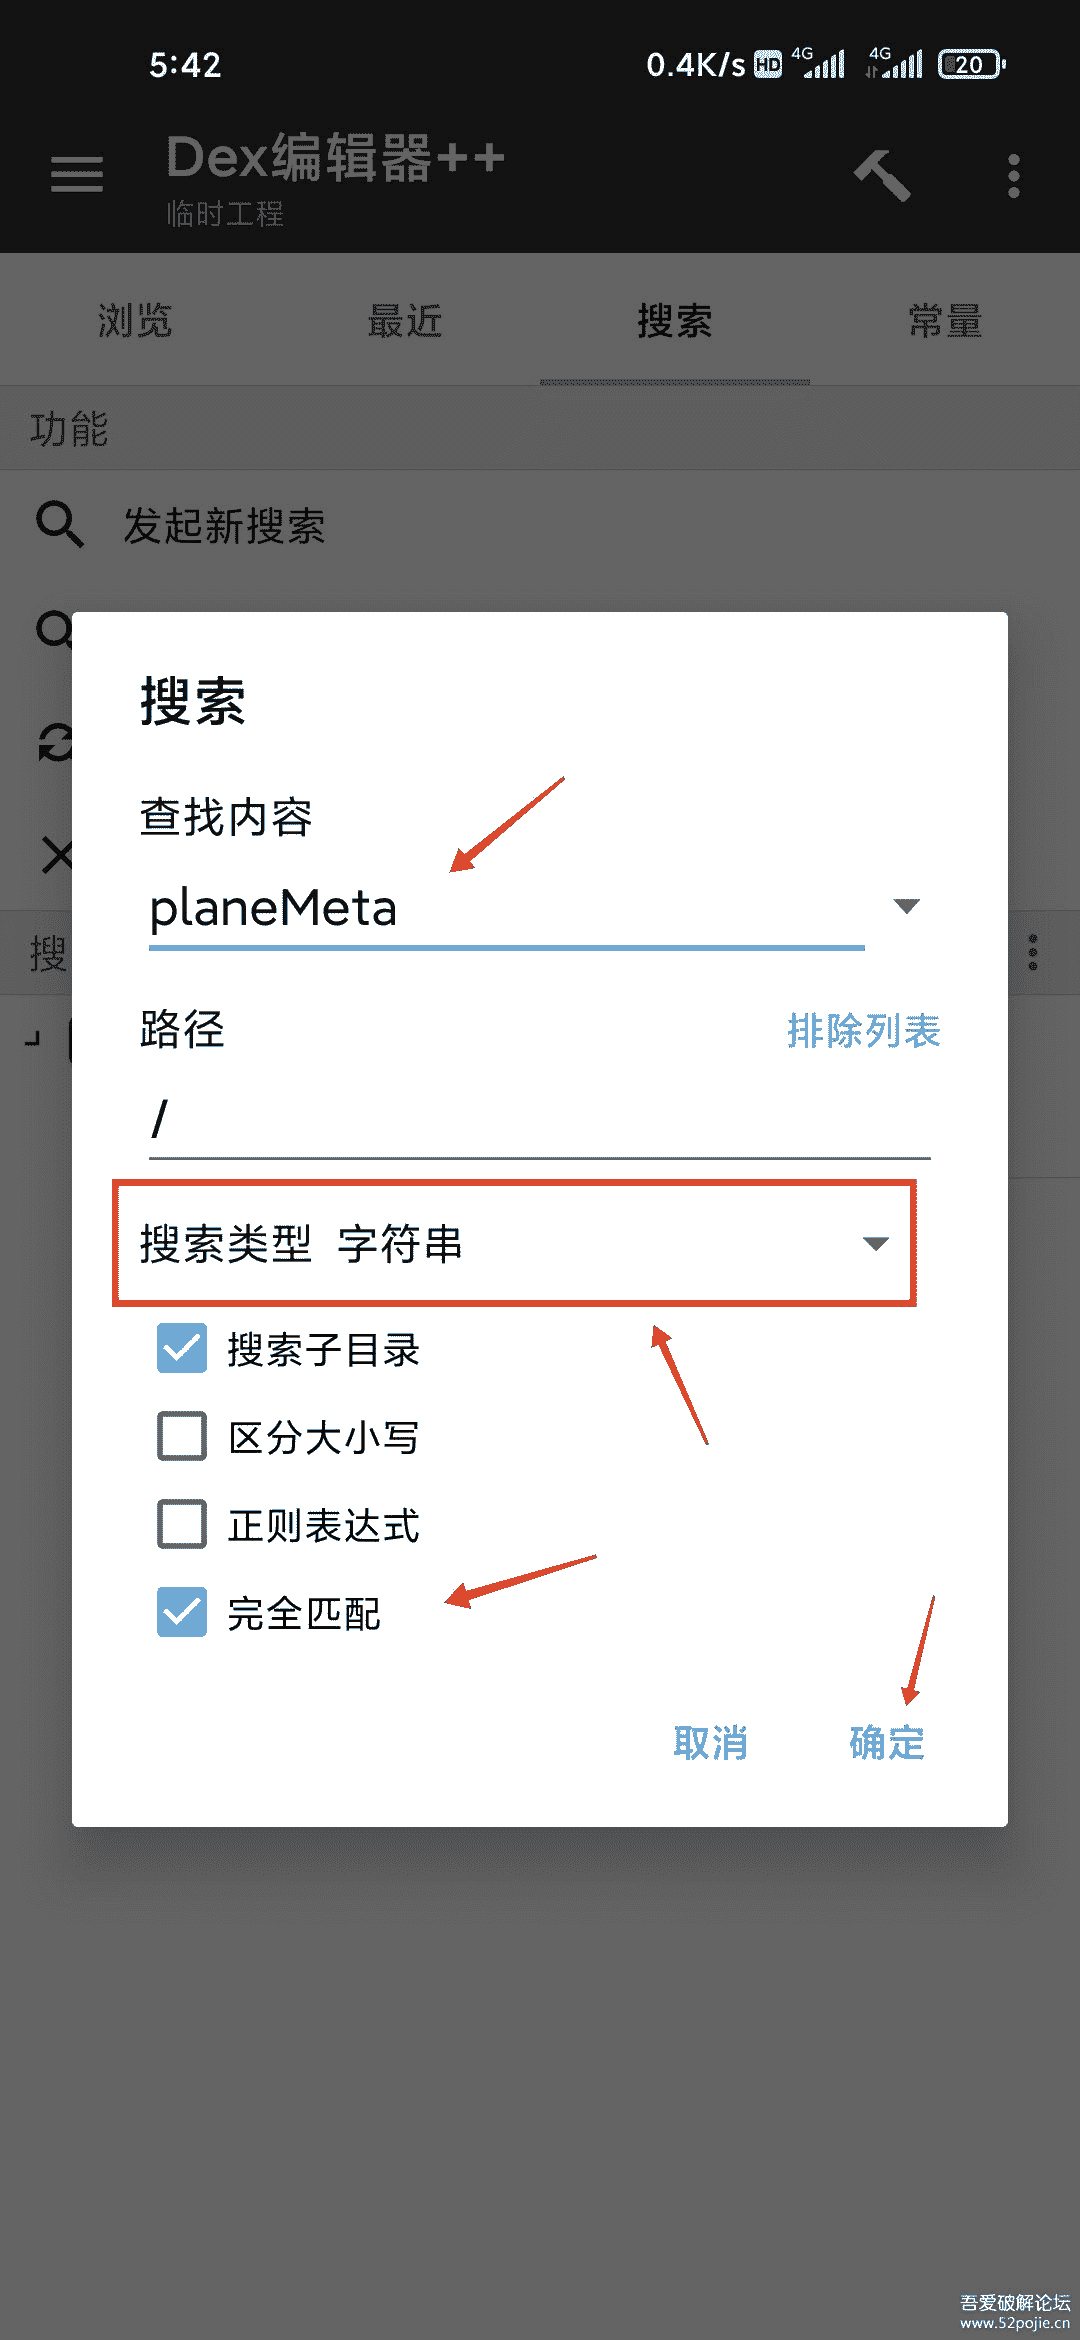 5:42 0.4K/s HD 4G 4G 20
Dex编辑器++
临时工程
浏览 最近 搜索 常量
功能
发起新搜索
搜
搜索
查找内容
planeMeta
路径 排除列表
/
搜索类型 字符串
搜索子目录
区分大小写
正则表达式
完全匹配
取消 确定
吾爱破解论坛
www.52pojie.cn